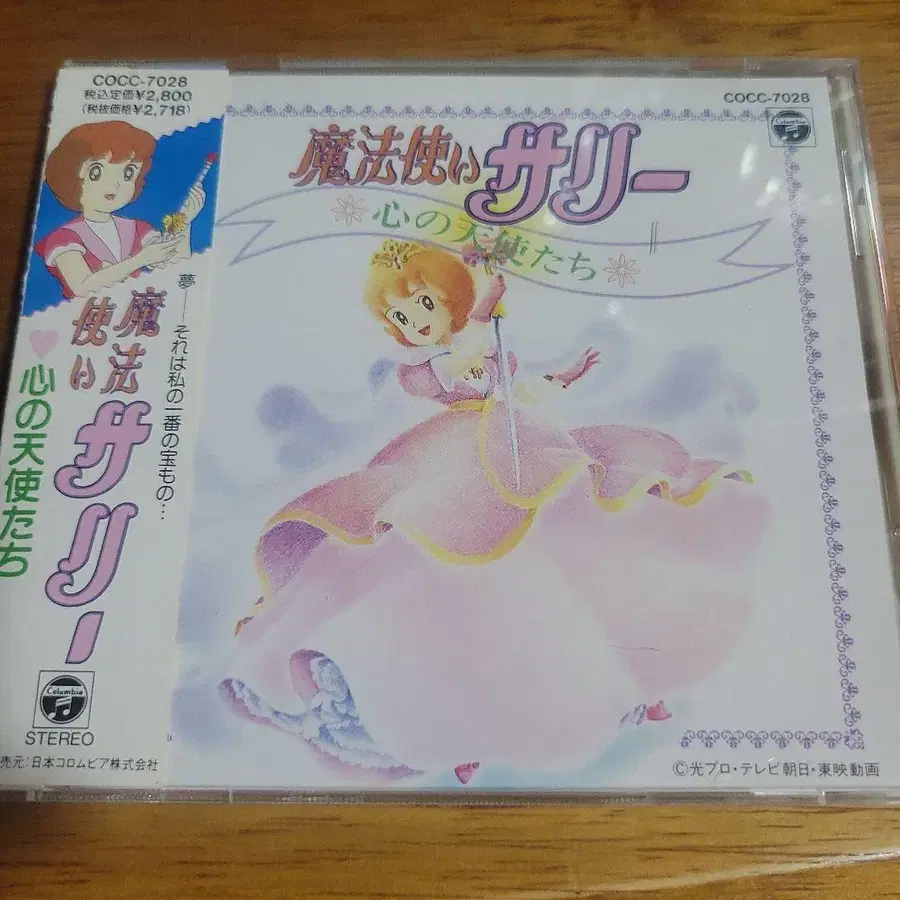 COCC-7028
税込定価¥2,800
(税抜価格¥2,718)
夢——それは私の一番の宝もの…
魔法使い
サリー
心の天使たち
Columbia
STEREO
売元:日本コロムビア株式会社
COCC-7028
Columbia
魔法使いサリー
心の天使たち
©光プロ・テレビ朝日・東映動画